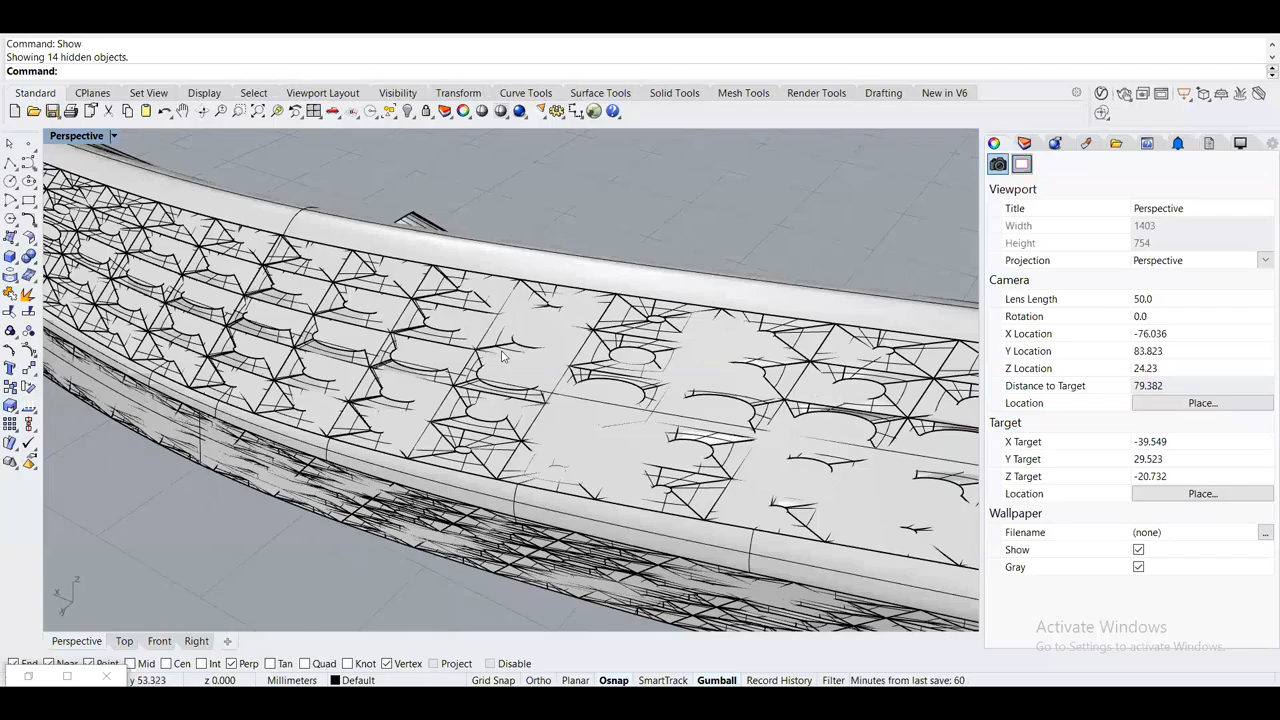 Command: Show
Showing 14 hidden objects.
Command:
Standard CPlanes Set View Display Select Viewport Layout Visibility Transform Curve Tools Surface Tools Solid Tools Mesh Tools Render Tools Drafting New in V6
Perspective
Viewport
Title Perspective
Width 1403
Height 754
Projection Perspective
Camera
Lens Length 50.0
Rotation 0.0
X Location -76.036
Y Location 83.823
Z Location 24.23
Distance to Target 79.382
Location Place...
Target
X Target -39.549
Y Target 29.523
Z Target -20.732
Location Place...
Wallpaper
Filename (none) ...
Show
Gray
z
x
y
Activate Windows
Go to Settings to activate Windows.
Perspective Top Front Right
End Near Point Mid Cen Int Perp Tan Quad Knot Vertex Project Disable
y 53.323 z 0.000 Millimeters Default Grid Snap Ortho Planar Osnap SmartTrack Gumball Record History Filter Minutes from last save: 60